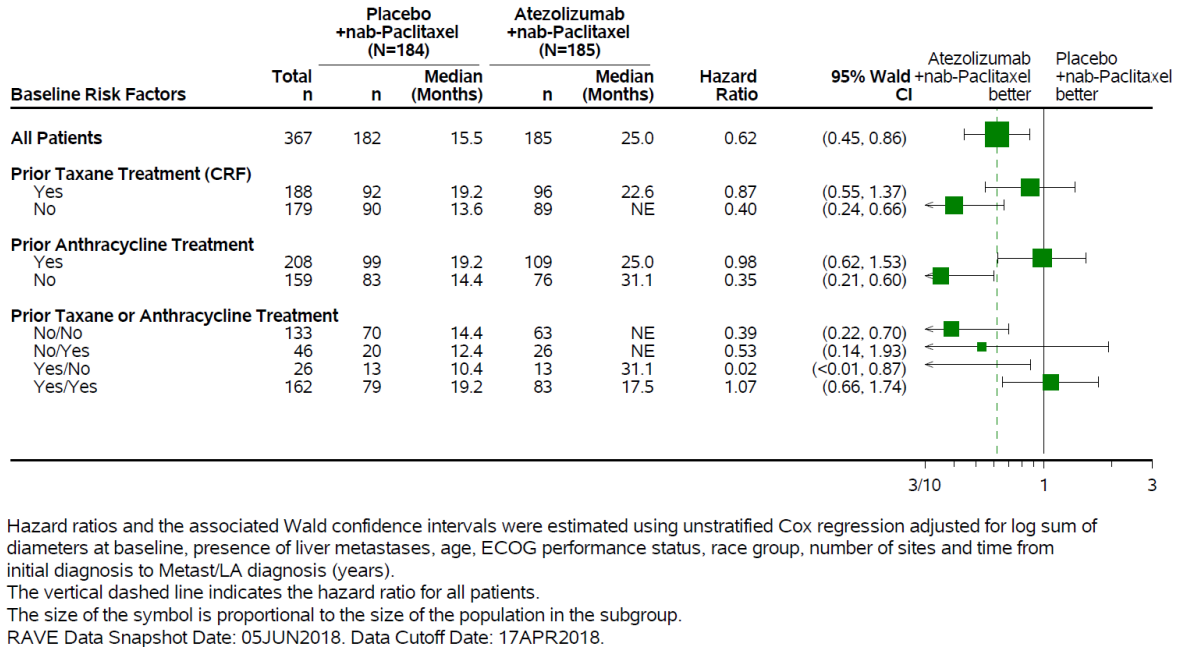 Placebo Atezolizumab
+nab-Paclitaxel +nab-Paclitaxel
(N=184) (N=185)
Atezolizumab Placebo
Total Median Median Hazard 95% Wald +nab-Paclitaxel +nab-Paclitaxel
Baseline Risk Factors n n (Months) n (Months) Ratio CI better better
All Patients 367 182 15.5 185 25.0 0.62 (0.45, 0.86)
Prior Taxane Treatment (CRF)
Yes 188 92 19.2 96 22.6 0.87 (0.55, 1.37)
No 179 90 13.6 89 NE 0.40 (0.24, 0.66)
Prior Anthracycline Treatment
Yes 208 99 19.2 109 25.0 0.98 (0.62, 1.53)
No 159 83 14.4 76 31.1 0.35 (0.21, 0.60)
Prior Taxane or Anthracycline Treatment
No/No 133 70 14.4 63 NE 0.39 (0.22, 0.70)
No/Yes 46 20 12.4 26 NE 0.53 (0.14, 1.93)
Yes/No 26 13 10.4 13 31.1 0.02 (<0.01, 0.87)
Yes/Yes 162 79 19.2 83 17.5 1.07 (0.66, 1.74)
3/10 1 3
Hazard ratios and the associated Wald confidence intervals were estimated using unstratified Cox regression adjusted for log sum of
diameters at baseline, presence of liver metastases, age, ECOG performance status, race group, number of sites and time from
initial diagnosis to Metast/LA diagnosis (years).
The vertical dashed line indicates the hazard ratio for all patients.
The size of the symbol is proportional to the size of the population in the subgroup.
RAVE Data Snapshot Date: 05JUN2018. Data Cutoff Date: 17APR2018.